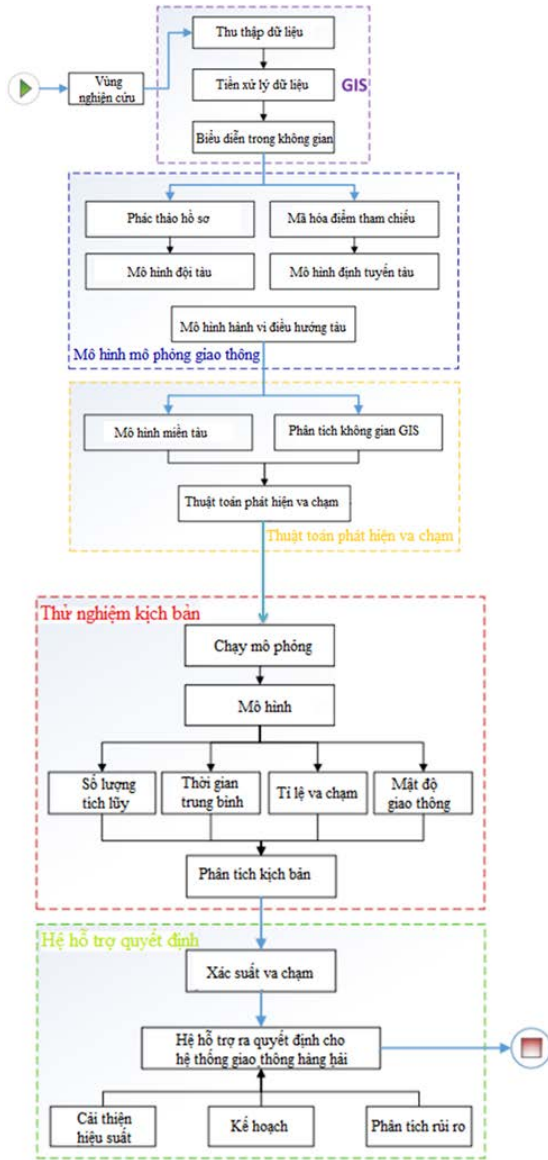 Thu thập dữ liệu
Vùng
nghiên cứu
Tiền xử lý dữ liệu
GIS
Biểu diễn trong không gian
Phác thảo hồ sơ
Mã hóa điểm tham chiếu
Mô hình đội tàu
Mô hình định tuyến tàu
Mô hình hành vi điều hướng tàu
Mô hình mô phỏng giao thông
Mô hình miền tàu
Phân tích không gian GIS
Thuật toán phát hiện va chạm
Thuật toán phát hiện va chạm
Thử nghiệm kịch bản
Chạy mô phỏng
Mô hình
Số lượng
tích lũy
Thời gian
trung bình
Tỉ lệ va chạm
Mật độ
giao thông
Phân tích kịch bản
Hệ hỗ trợ quyết định
Xác suất va chạm
Hệ hỗ trợ ra quyết định cho
hệ thống giao thông hàng hải
Cải thiện
hiệu suất
Kế hoạch
Phân tích rủi ro